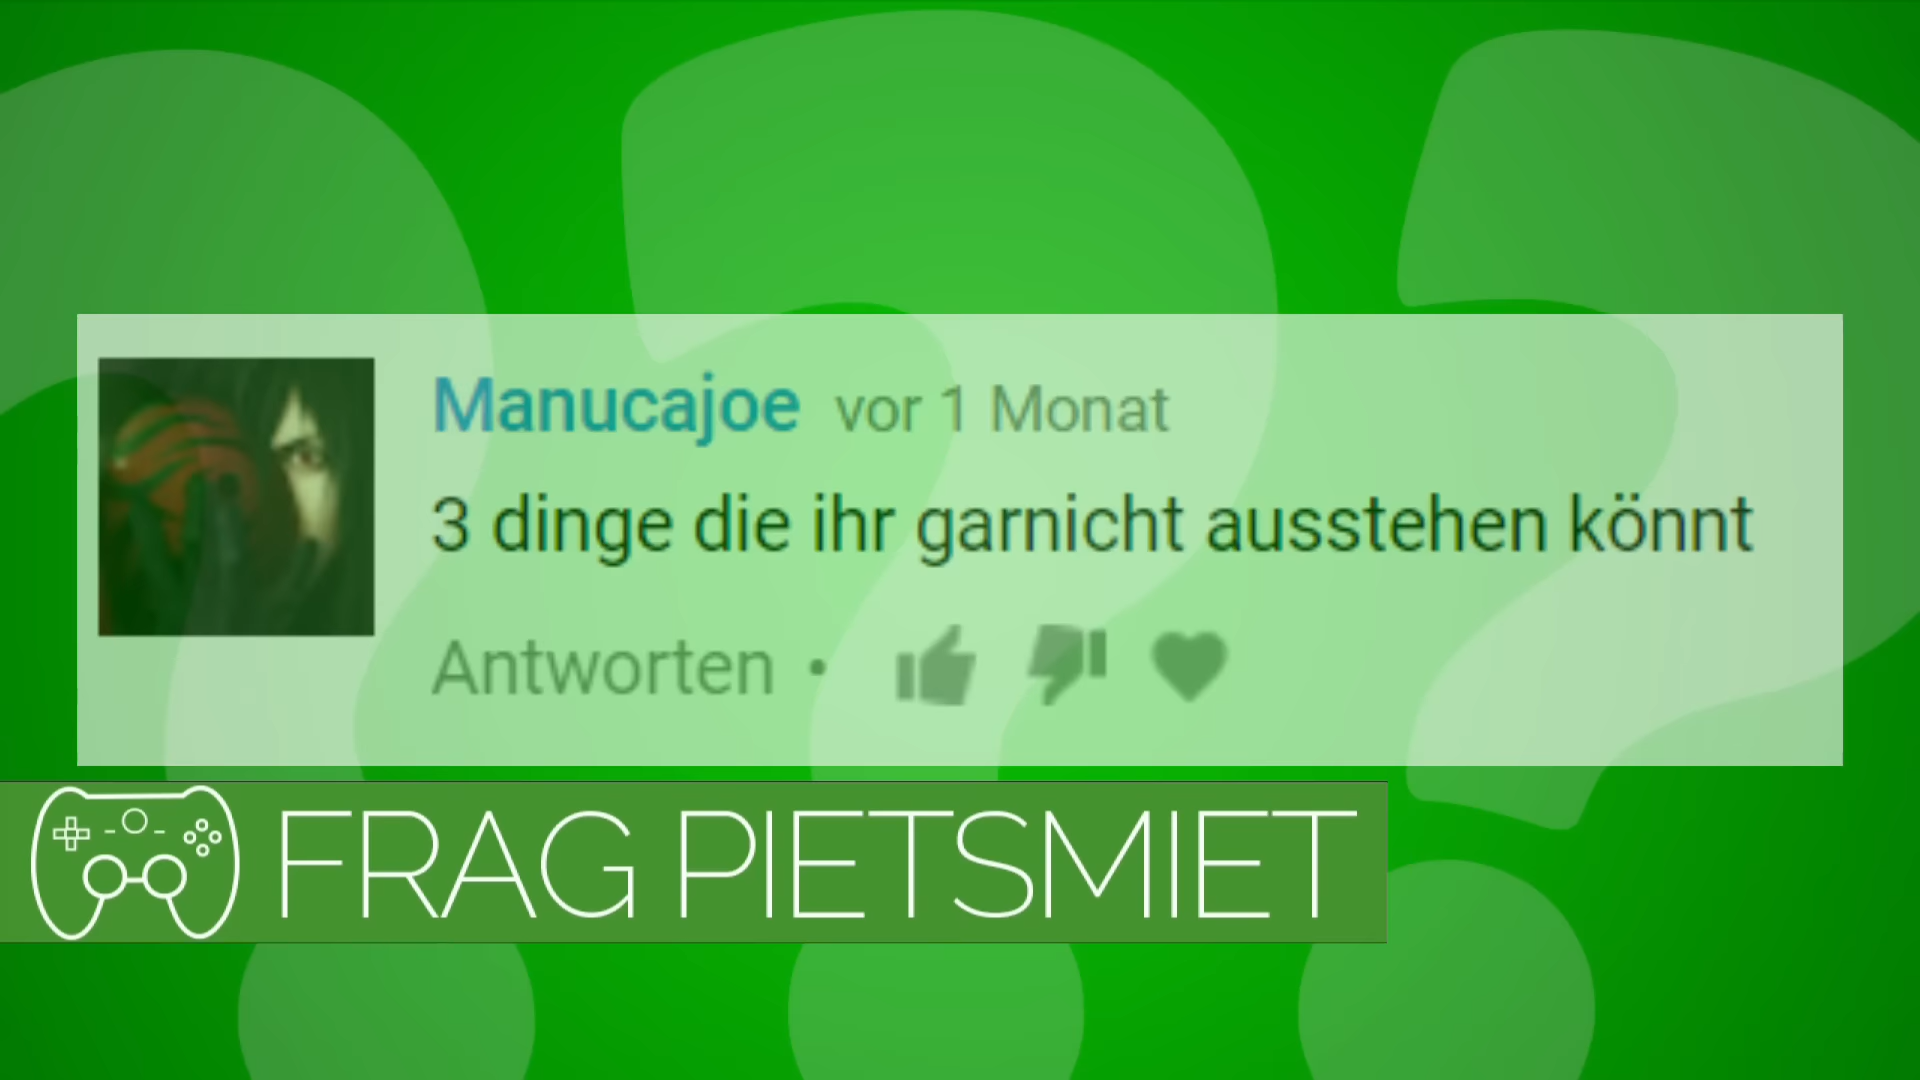 Manucajoe vor 1 Monat
3 dinge die ihr garnicht ausstehen könnt
Antworten •
FRAG PIETSMIET